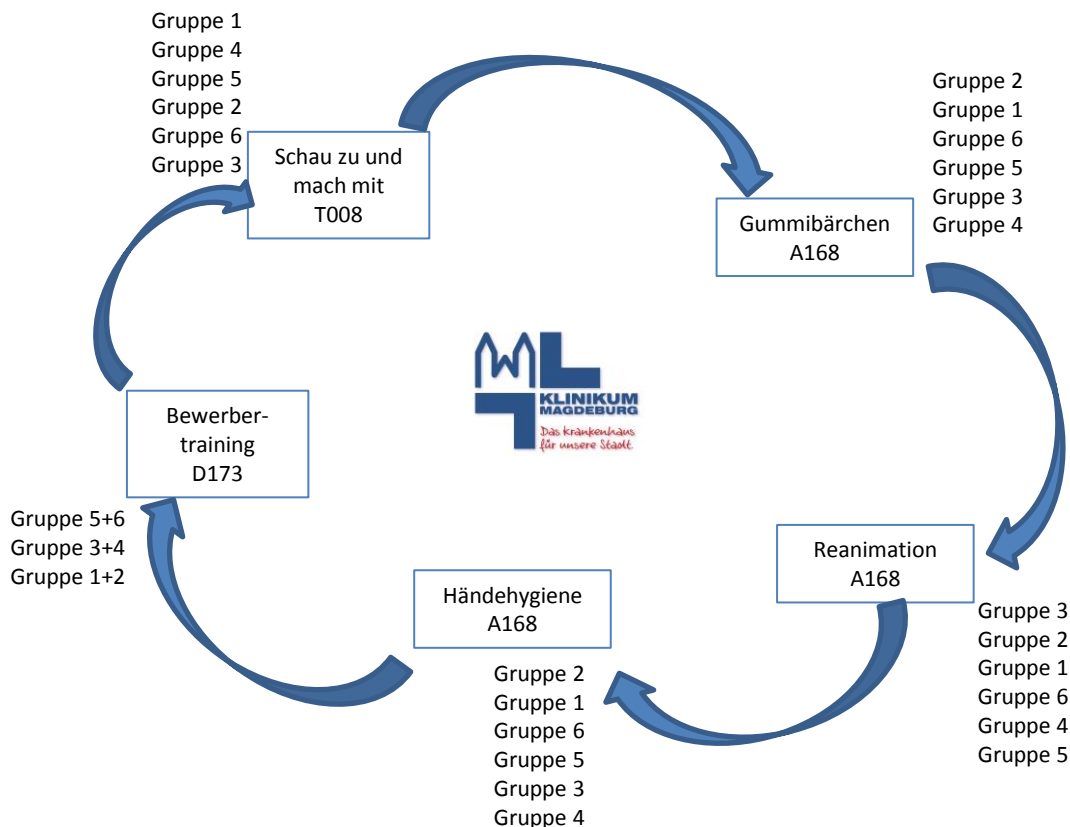 Gruppe 1
Gruppe 4
Gruppe 5
Gruppe 2
Gruppe 6
Gruppe 3
Schau zu und
mach mit
T008
Gruppe 2
Gruppe 1
Gruppe 6
Gruppe 5
Gruppe 3
Gruppe 4
Gummibärchen
A168
KLINIKUM
MAGDEBURG
Das Krankenhaus
für unsere Stadt
Bewerber-
training
D173
Gruppe 5+6
Gruppe 3+4
Gruppe 1+2
Reanimation
A168
Gruppe 3
Gruppe 2
Gruppe 1
Gruppe 6
Gruppe 4
Gruppe 5
Händehygiene
A168
Gruppe 2
Gruppe 1
Gruppe 6
Gruppe 5
Gruppe 3
Gruppe 4